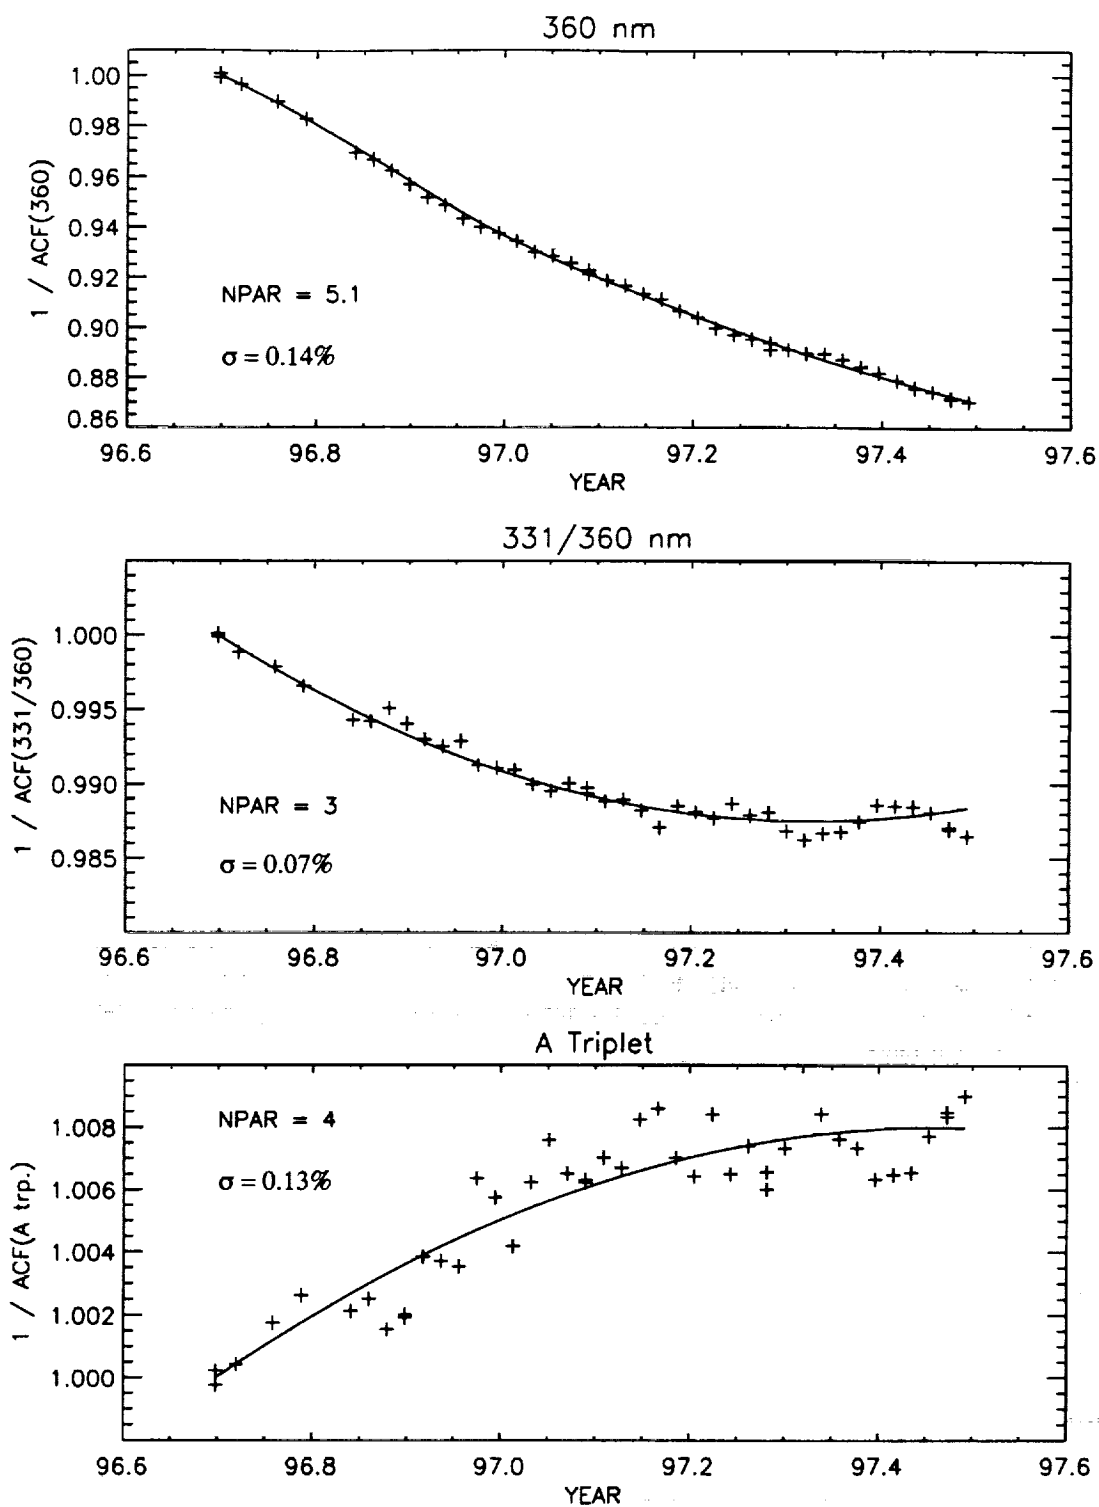 360 nm
1 / ACF(360)
1.00
0.98
0.96
0.94
0.92
0.90
0.88
0.86
NPAR = 5.1
σ = 0.14%
96.6 96.8 97.0 97.2 97.4 97.6
YEAR
331/360 nm
1 / ACF(331/360)
1.000
0.995
0.990
0.985
NPAR = 3
σ = 0.07%
96.6 96.8 97.0 97.2 97.4 97.6
YEAR
A Triplet
1 / ACF(A trp.)
1.008
1.006
1.004
1.002
1.000
NPAR = 4
σ = 0.13%
96.6 96.8 97.0 97.2 97.4 97.6
YEAR